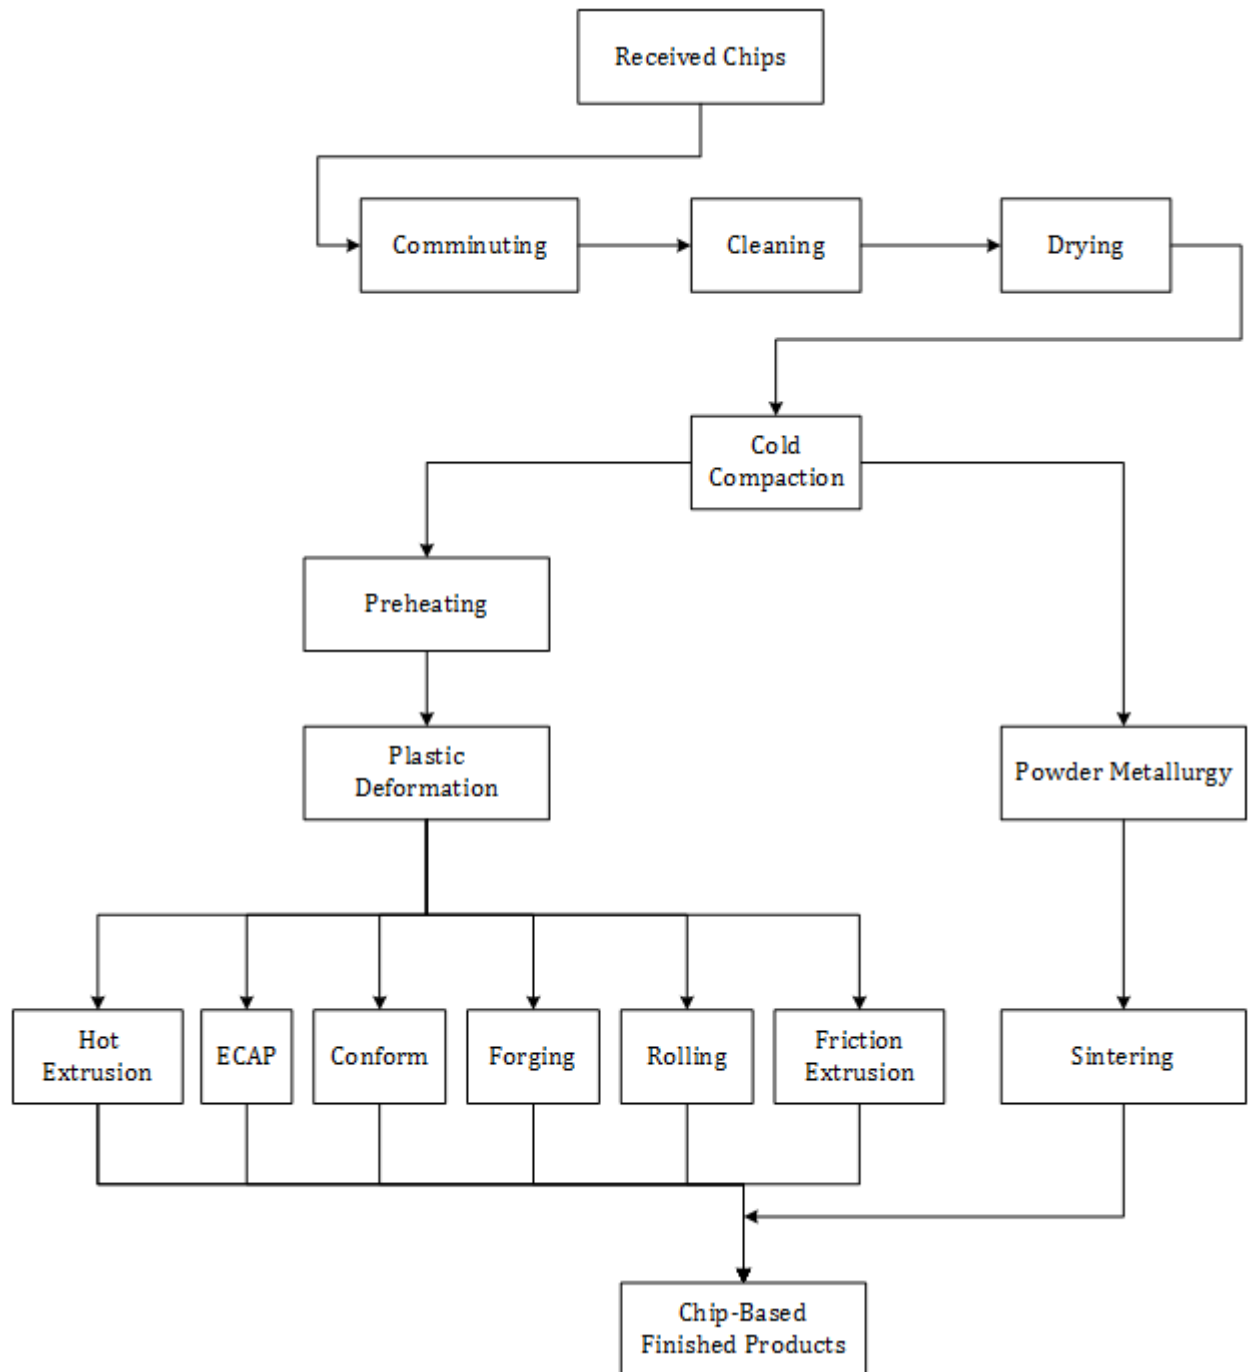 Received Chips
Comminuting
Cleaning
Drying
Cold
Compaction
Preheating
Plastic
Deformation
Powder Metallurgy
Hot
Extrusion
ECAP
Conform
Forging
Rolling
Friction
Extrusion
Sintering
Chip-Based
Finished Products